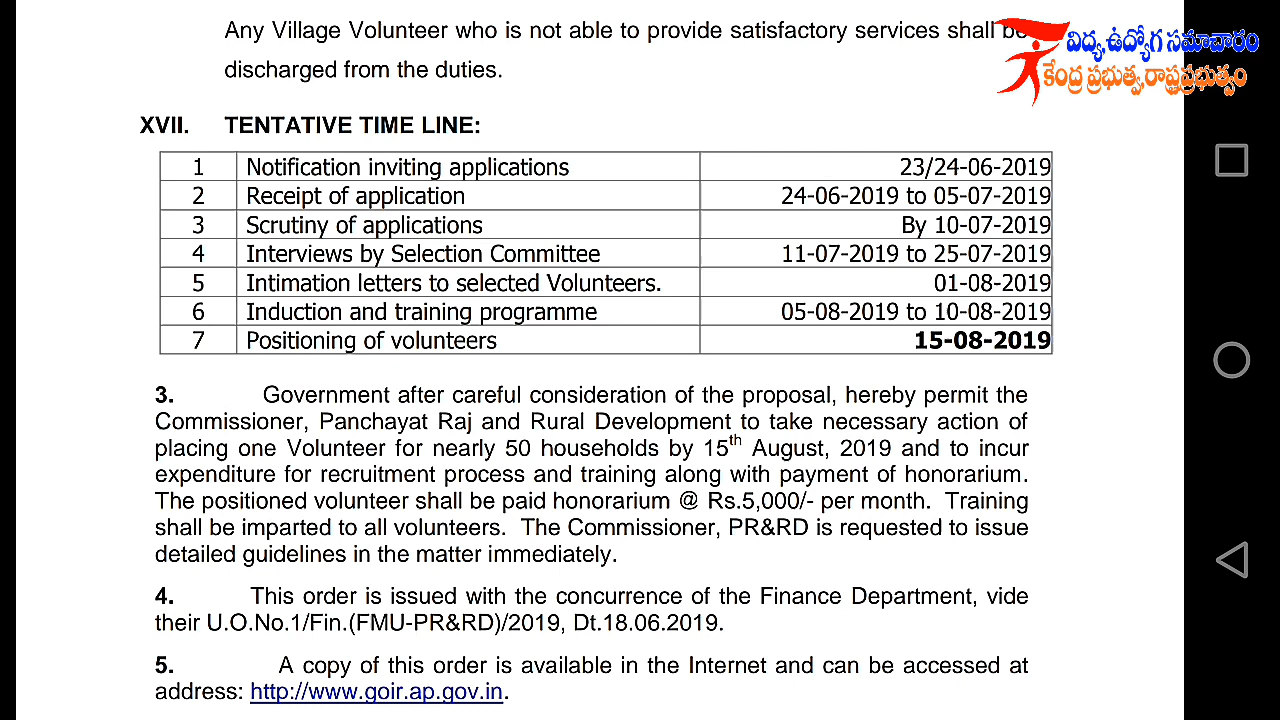 Any Village Volunteer who is not able to provide satisfactory services shall be
discharged from the duties.
విద్య,ఉద్యోగ సమాచారం
కేంద్ర ప్రభుత్వ,రాష్ట్రప్రభుత్వం
XVII. TENTATIVE TIME LINE:
1 Notification inviting applications 23/24-06-2019
2 Receipt of application 24-06-2019 to 05-07-2019
3 Scrutiny of applications By 10-07-2019
4 Interviews by Selection Committee 11-07-2019 to 25-07-2019
5 Intimation letters to selected Volunteers. 01-08-2019
6 Induction and training programme 05-08-2019 to 10-08-2019
7 Positioning of volunteers 15-08-2019
3. Government after careful consideration of the proposal, hereby permit the
Commissioner, Panchayat Raj and Rural Development to take necessary action of
placing one Volunteer for nearly 50 households by 15th August, 2019 and to incur
expenditure for recruitment process and training along with payment of honorarium.
The positioned volunteer shall be paid honorarium @ Rs.5,000/- per month. Training
shall be imparted to all volunteers. The Commissioner, PR&RD is requested to issue
detailed guidelines in the matter immediately.
4. This order is issued with the concurrence of the Finance Department, vide
their U.O.No.1/Fin.(FMU-PR&RD)/2019, Dt.18.06.2019.
5. A copy of this order is available in the Internet and can be accessed at
address: http://www.goir.ap.gov.in.